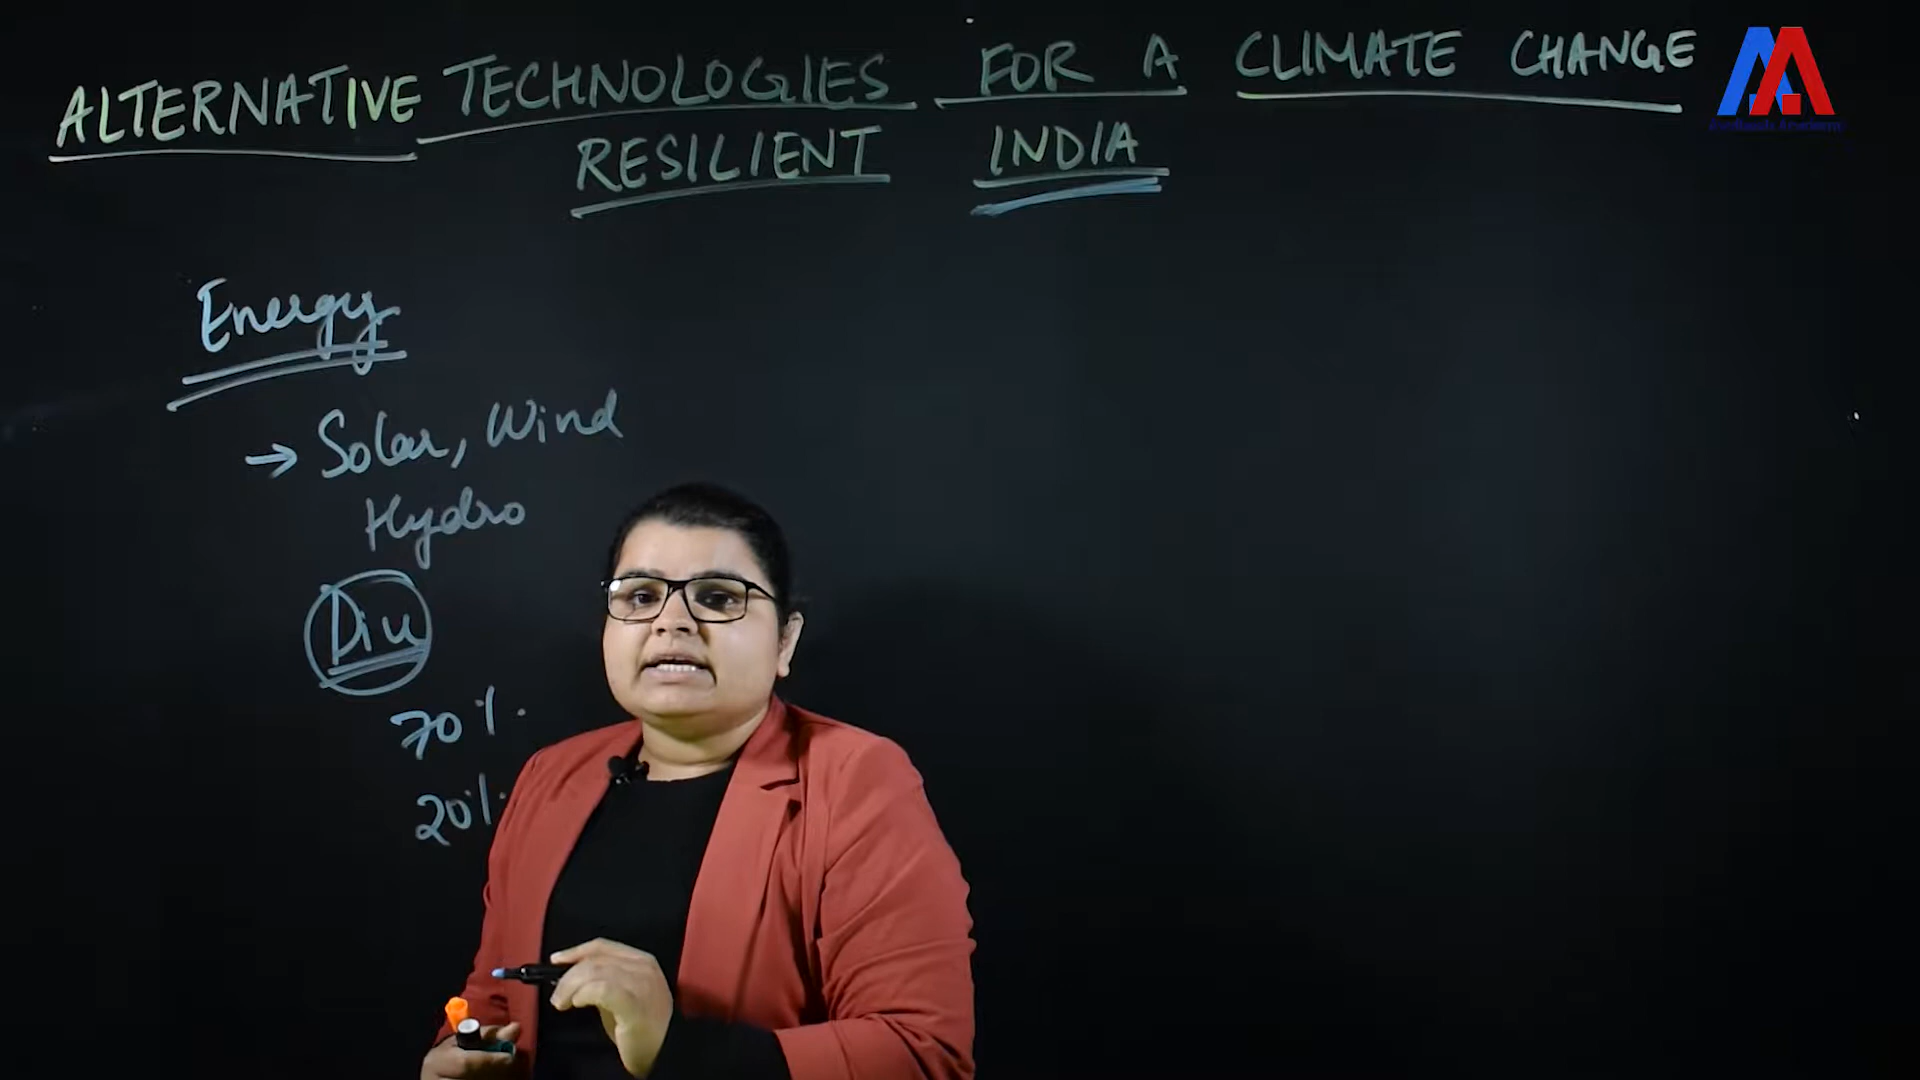 ALTERNATIVE TECHNOLOGIES FOR A CLIMATE CHANGE
RESILIENT INDIA
Energy
→ Solar, Wind
Hydro
Diu
70%.
20%.